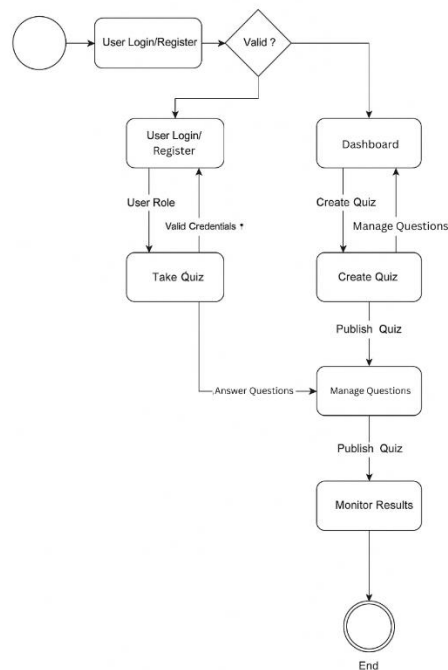 User Login/Register
Valid ?
User Login/
Register
Dashboard
User Role
Create Quiz
Valid Credentials ?
Manage Questions
Take Quiz
Create Quiz
Publish Quiz
Answer Questions
Manage Questions
Publish Quiz
Monitor Results
End